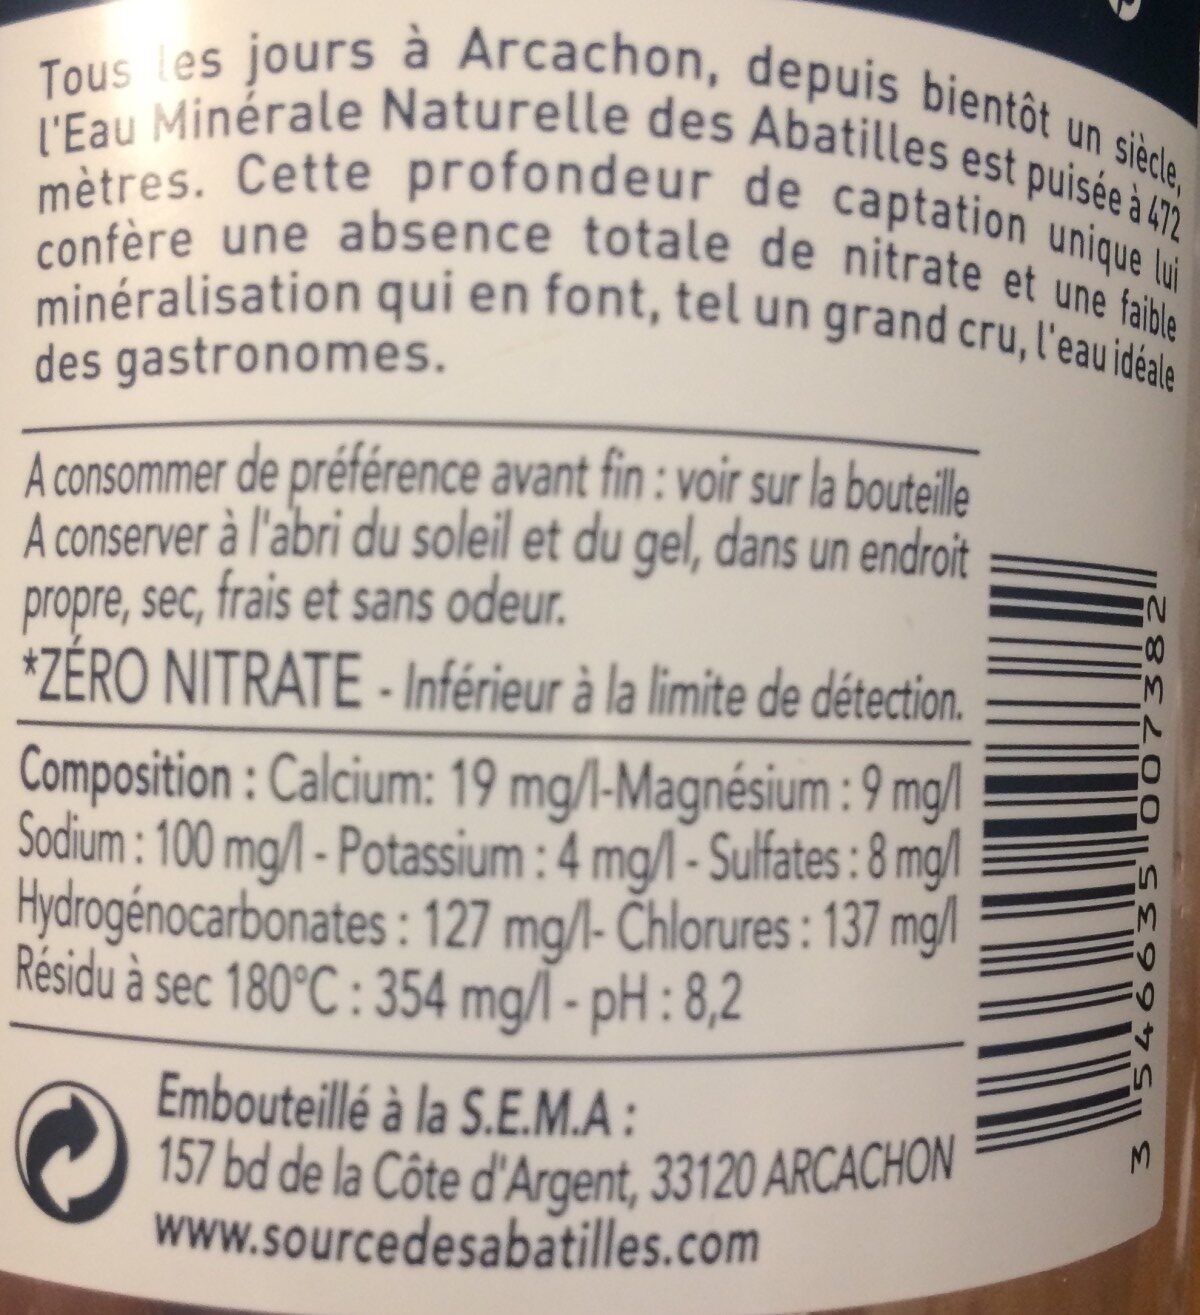 Tous les jours à Arcachon, depuis bientôt un siècle,
l'Eau Minérale Naturelle des Abatilles est puisée à 472
mètres. Cette profondeur de captation unique lui
confère une absence totale de nitrate et une faible
minéralisation qui en font, tel un grand cru, l'eau idéale
des gastronomes.
A consommer de préférence avant fin : voir sur la bouteille
A conserver à l'abri du soleil et du gel, dans un endroit
propre, sec, frais et sans odeur.
*ZÉRO NITRATE - Inférieur à la limite de détection.
Composition : Calcium: 19 mg/l-Magnésium : 9 mg/l
Sodium : 100 mg/l - Potassium : 4 mg/l - Sulfates : 8 mg/l
Hydrogénocarbonates : 127 mg/l- Chlorures : 137 mg/l
Résidu à sec 180°C : 354 mg/l - pH : 8,2
Embouteillé à la S.E.M.A :
157 bd de la Côte d'Argent, 33120 ARCACHON
www.sourcedesabatilles.com
3 546635 007382